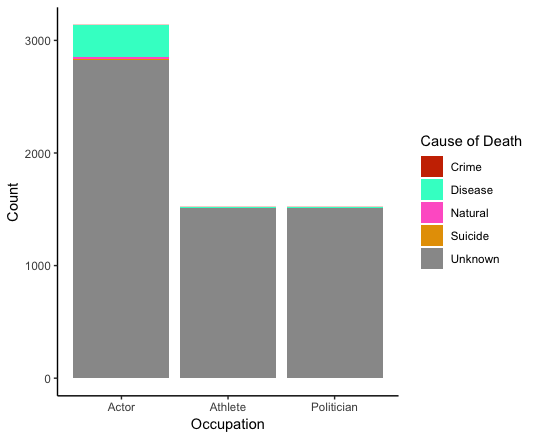 3000
2000
1000
0
Count
Actor
Athlete
Politician
Occupation
Cause of Death
Crime
Disease
Natural
Suicide
Unknown